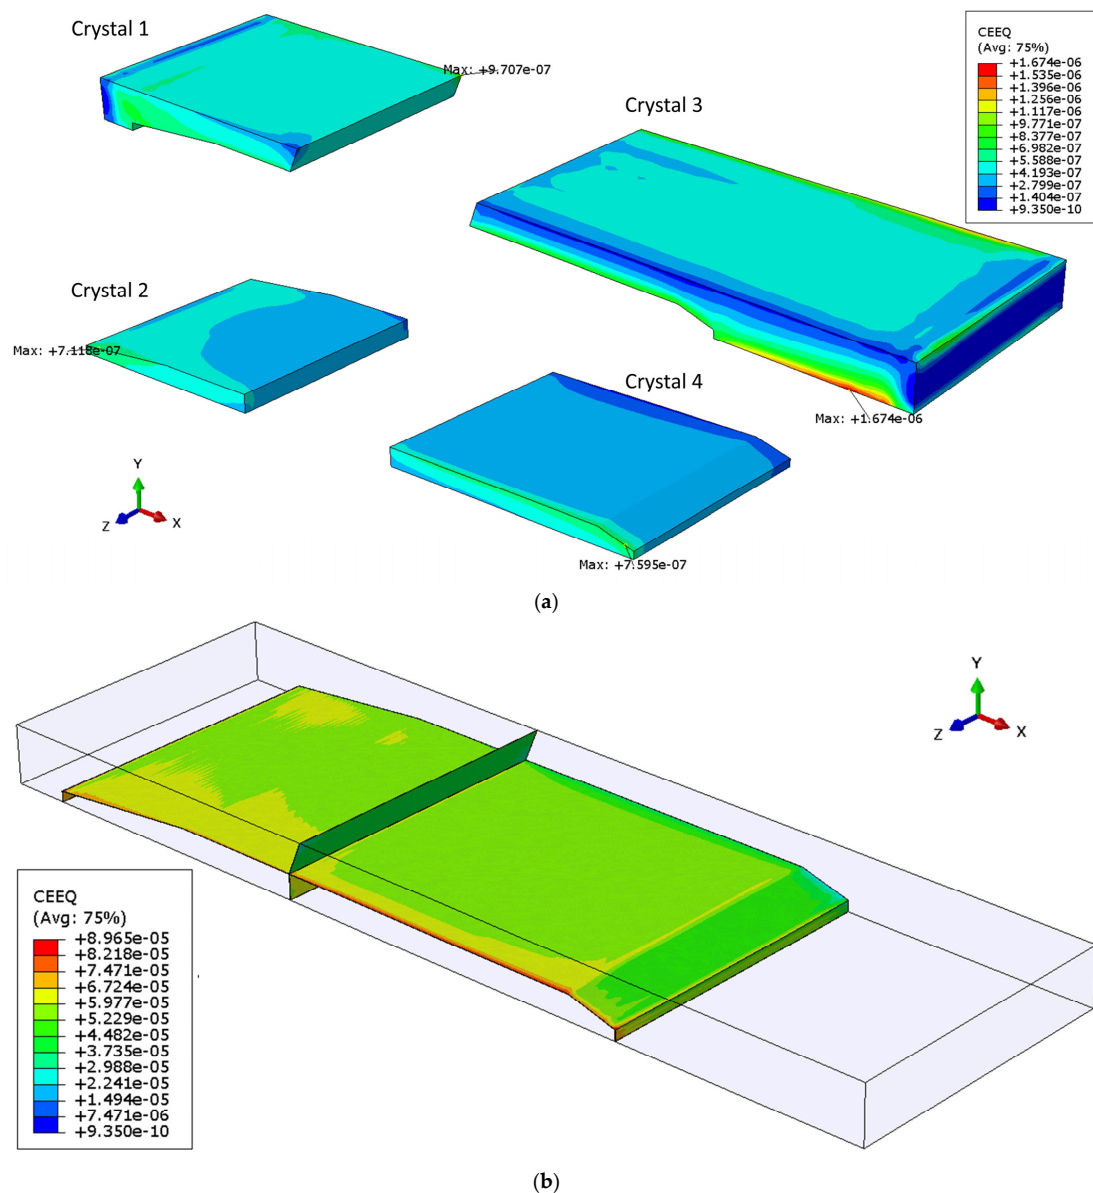 Crystal 1
CEEQ
(Avg: 75%)
+1.674e-06
+1.535e-06
+1.396e-06
+1.256e-06
+1.117e-06
+9.771e-07
+8.377e-07
+6.982e-07
+5.588e-07
+4.193e-07
+2.799e-07
+1.404e-07
+9.350e-10
Max: +9.707e-07
Crystal 3
Crystal 2
Max: +7.118e-07
Crystal 4
Max: +1.674e-06
Y
Z
X
Max: +7.595e-07
(a)
Y
Z
X
CEEQ
(Avg: 75%)
+8.965e-05
+8.218e-05
+7.471e-05
+6.724e-05
+5.977e-05
+5.229e-05
+4.482e-05
+3.735e-05
+2.988e-05
+2.241e-05
+1.494e-05
+7.471e-06
+9.350e-10
(b)